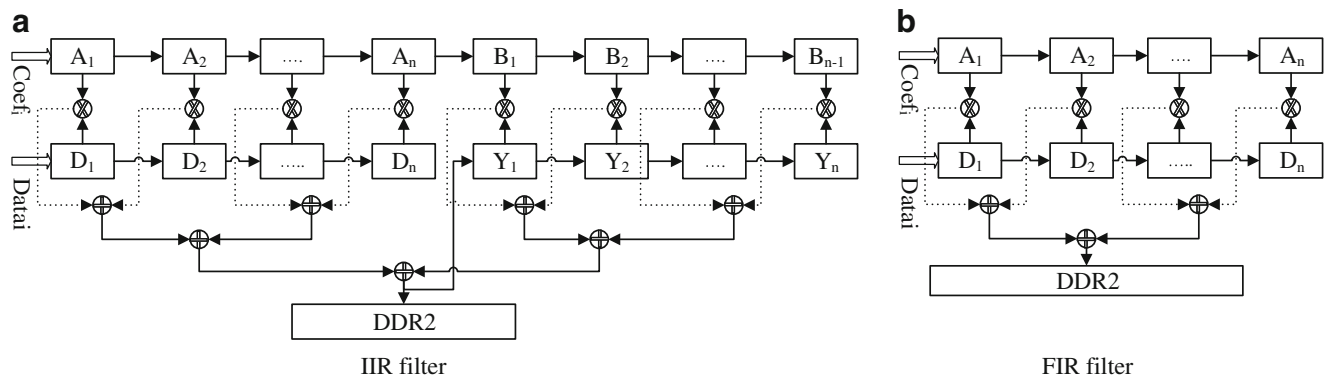 a
A₁ A₂ .... Aₙ B₁ B₂ .... Bₙ₋₁
Coefᵢ
D₁ D₂ ..... Dₙ Y₁ Y₂ .... Yₙ
Datai
DDR2
IIR filter
b
A₁ A₂ .... Aₙ
Coefᵢ
D₁ D₂ ..... Dₙ
Datai
DDR2
FIR filter